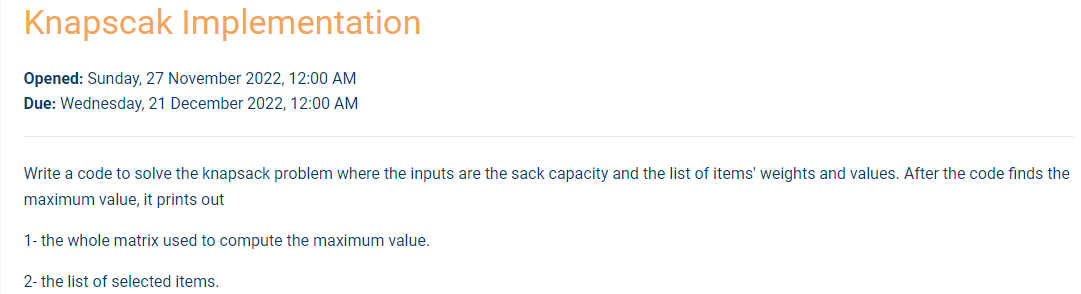 Knapscak Implementation
Opened: Sunday, 27 November 2022, 12:00 AM
Due: Wednesday, 21 December 2022, 12:00 AM
Write a code to solve the knapsack problem where the inputs are the sack capacity and the list of items' weights and values. After the code finds the
maximum value, it prints out
1- the whole matrix used to compute the maximum value.
2- the list of selected items.